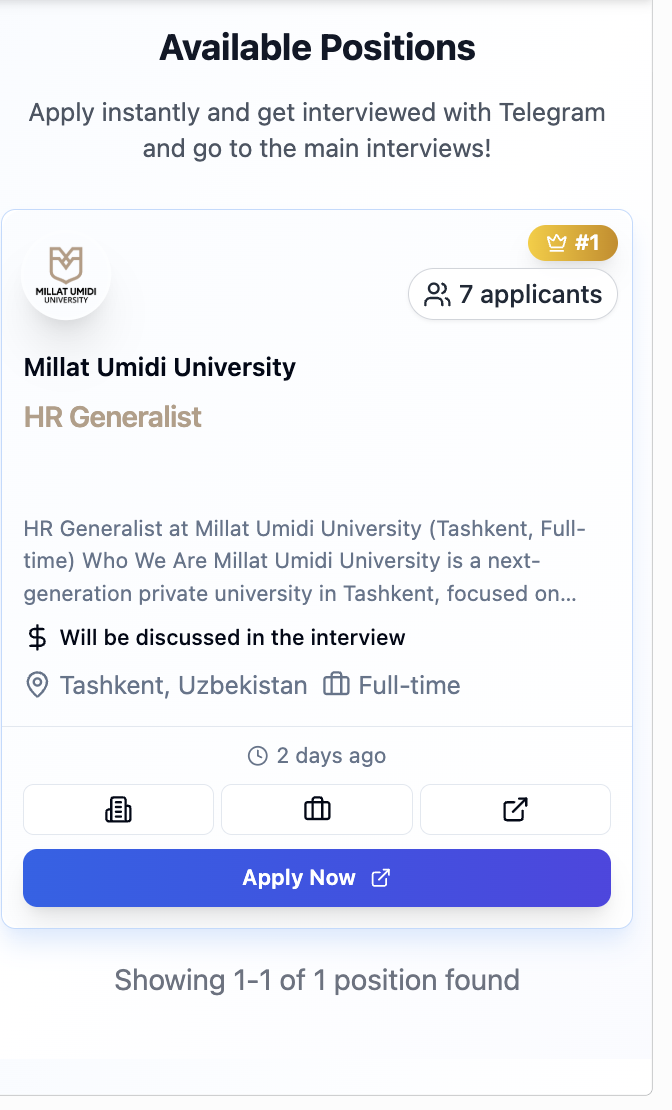 Available Positions
Apply instantly and get interviewed with Telegram
and go to the main interviews!
#1
MILLAT UMIDI
UNIVERSITY
7 applicants
Millat Umidi University
HR Generalist
HR Generalist at Millat Umidi University (Tashkent, Full-
time) Who We Are Millat Umidi University is a next-
generation private university in Tashkent, focused on...
$ Will be discussed in the interview
Tashkent, Uzbekistan Full-time
2 days ago
Apply Now
Showing 1-1 of 1 position found